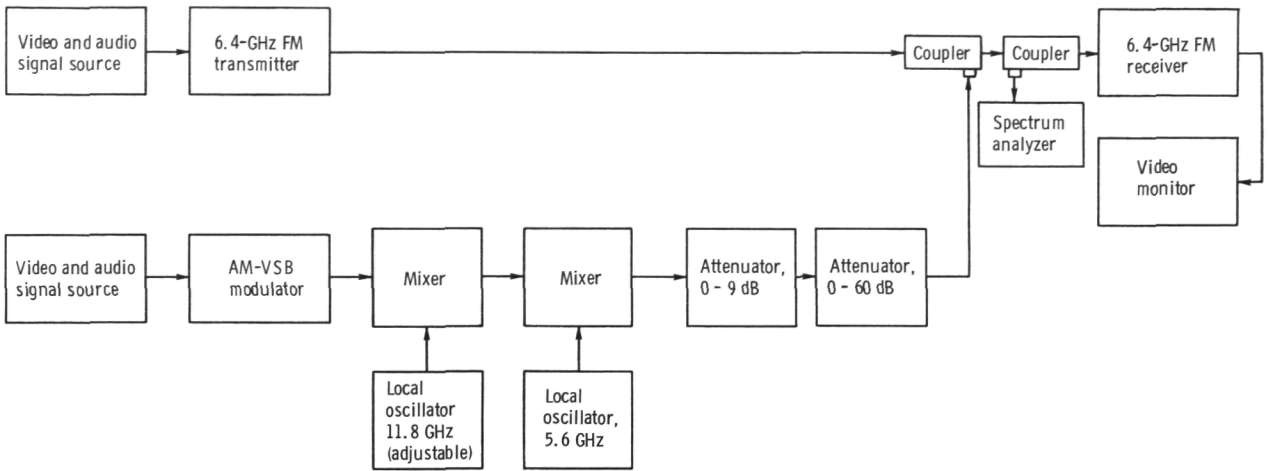 Video and audio
signal source
6.4-GHz FM
transmitter
Coupler
Coupler
6.4-GHz FM
receiver
Spectrum
analyzer
Video
monitor
Video and audio
signal source
AM-VSB
modulator
Mixer
Mixer
Attenuator,
0 - 9 dB
Attenuator,
0 - 60 dB
Local
oscillator
11.8 GHz
(adjustable)
Local
oscillator,
5.6 GHz